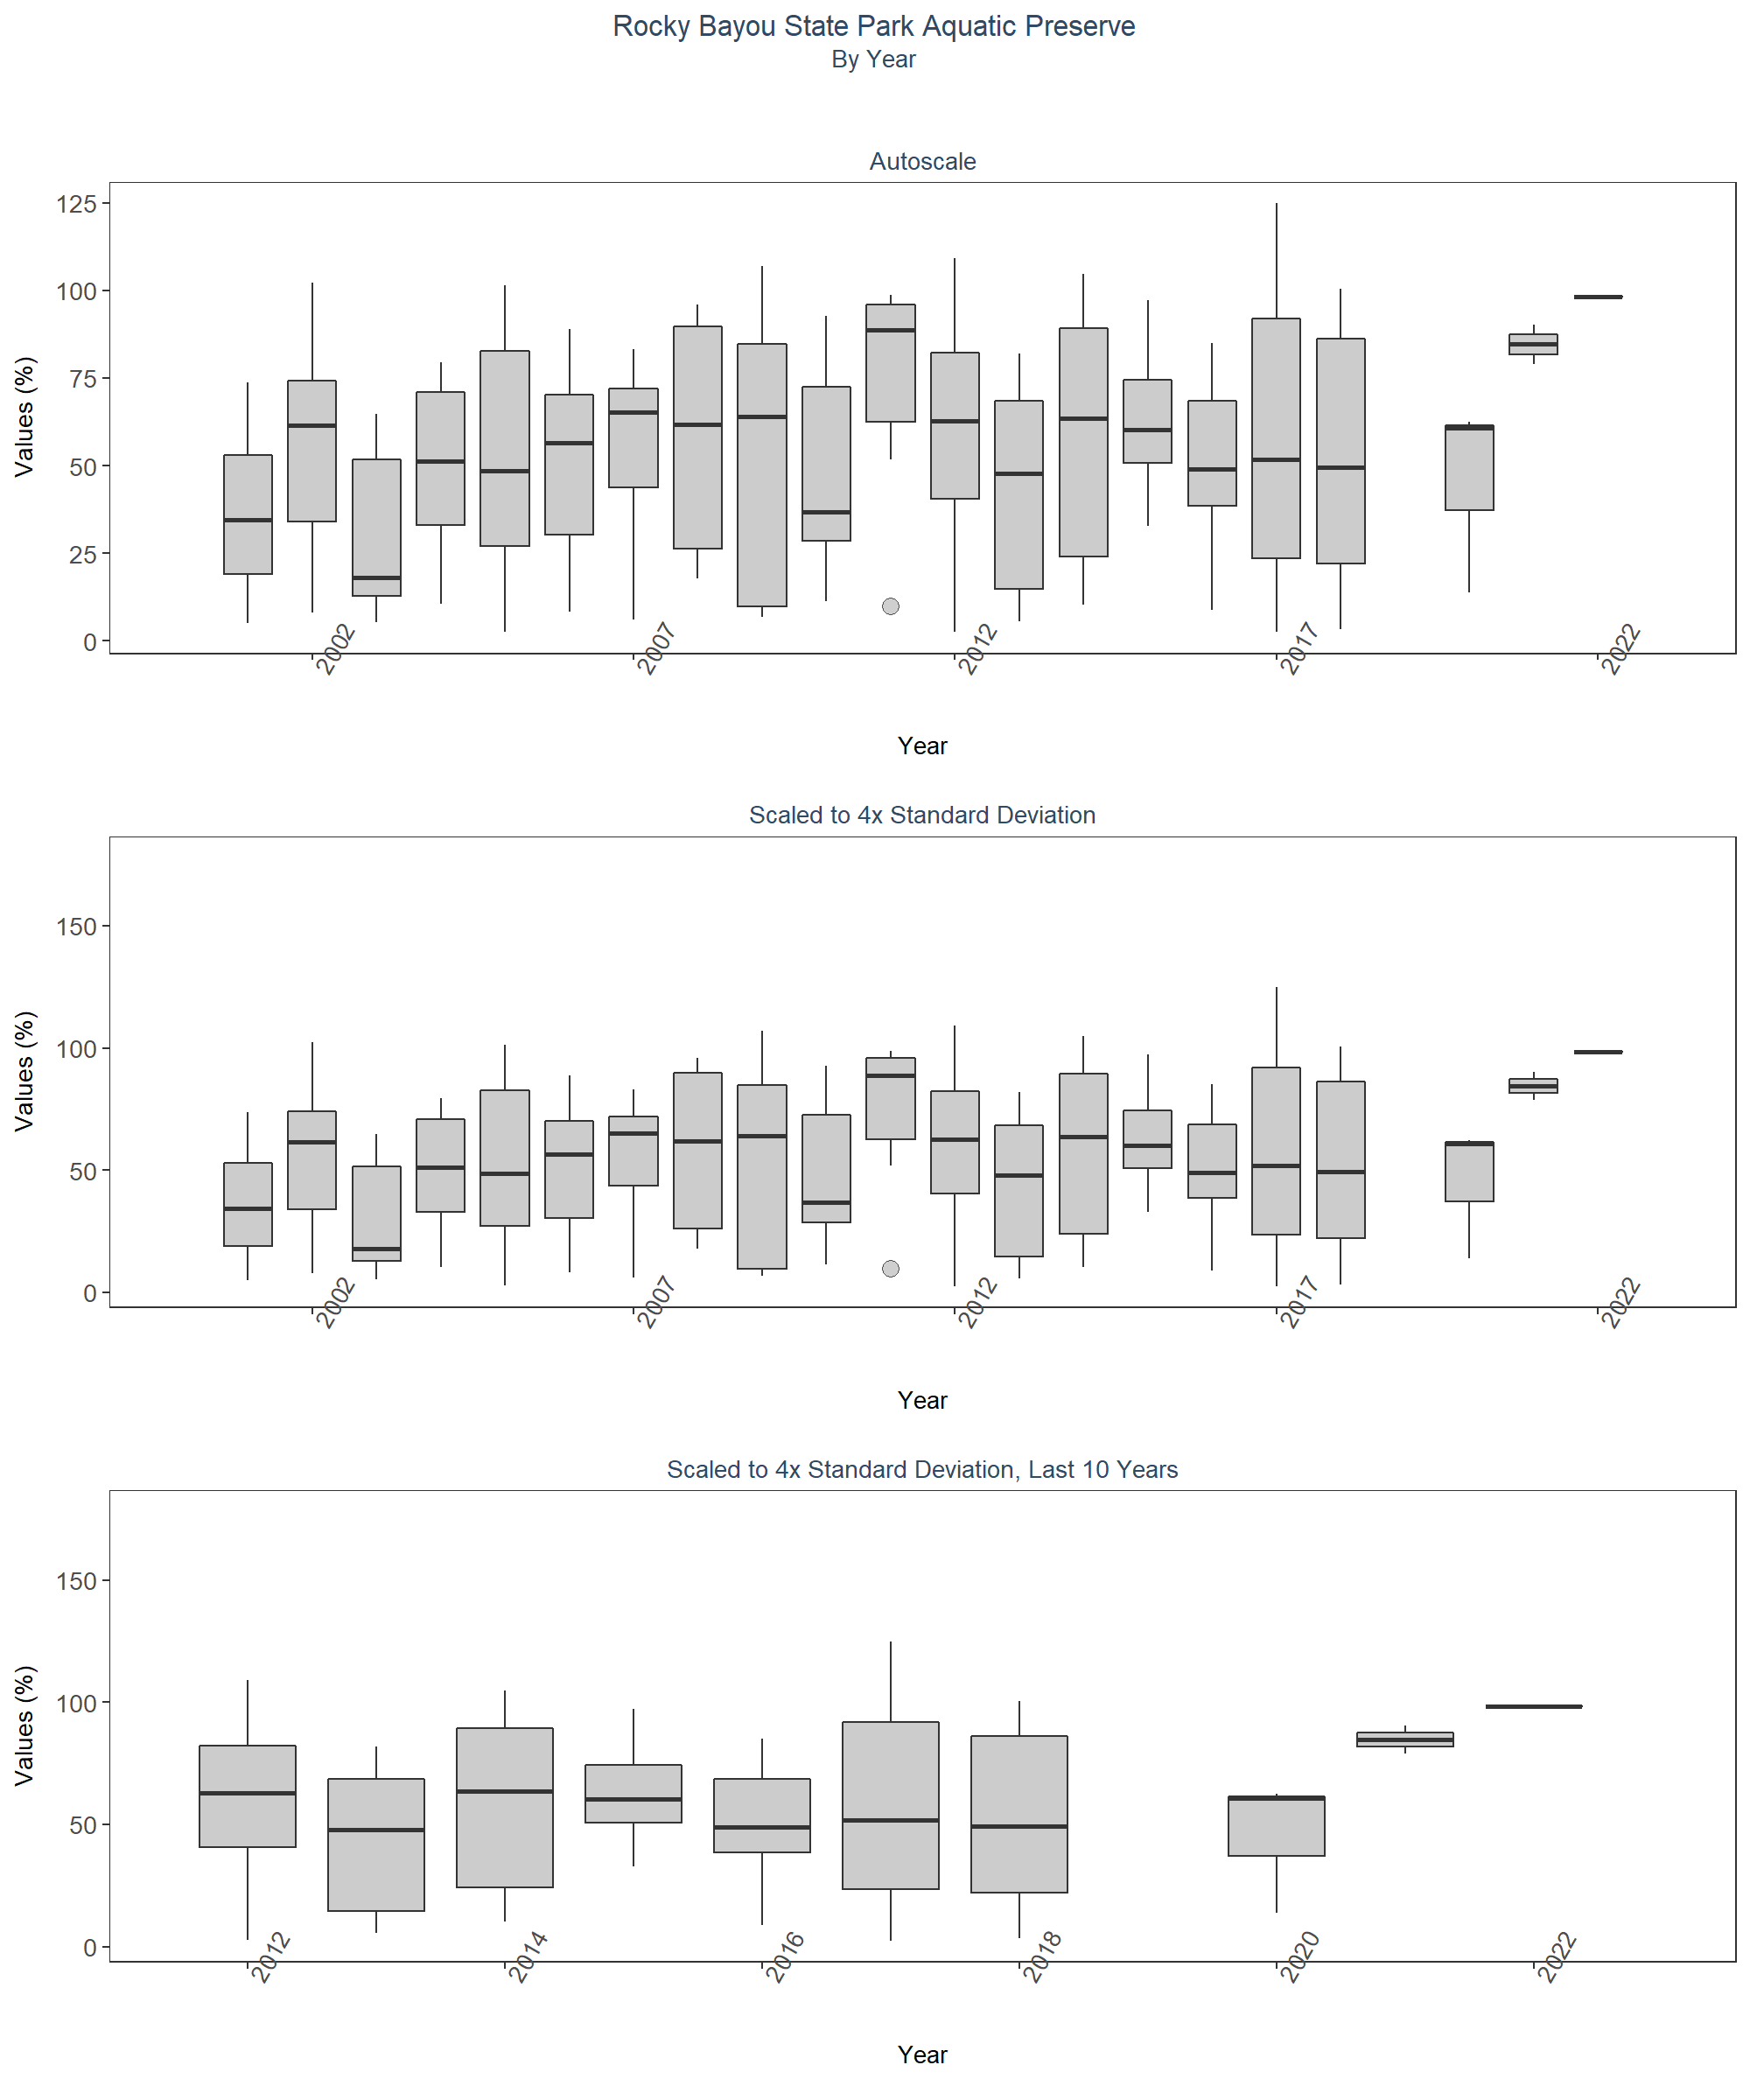 Rocky Bayou State Park Aquatic Preserve
By Year
Autoscale
Values (%)
125
100
75
50
25
0
2002 2007 2012 2017 2022
Year
Scaled to 4x Standard Deviation
Values (%)
150
100
50
0
2002 2007 2012 2017 2022
Year
Scaled to 4x Standard Deviation, Last 10 Years
Values (%)
150
100
50
0
2012 2014 2016 2018 2020 2022
Year